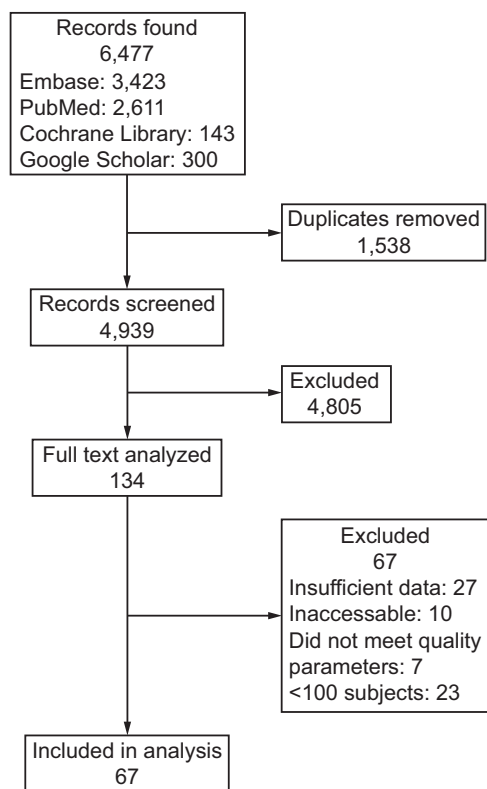 Records found
6,477
Embase: 3,423
PubMed: 2,611
Cochrane Library: 143
Google Scholar: 300
Duplicates removed
1,538
Records screened
4,939
Excluded
4,805
Full text analyzed
134
Excluded
67
Insufficient data: 27
Inaccessable: 10
Did not meet quality
parameters: 7
<100 subjects: 23
Included in analysis
67